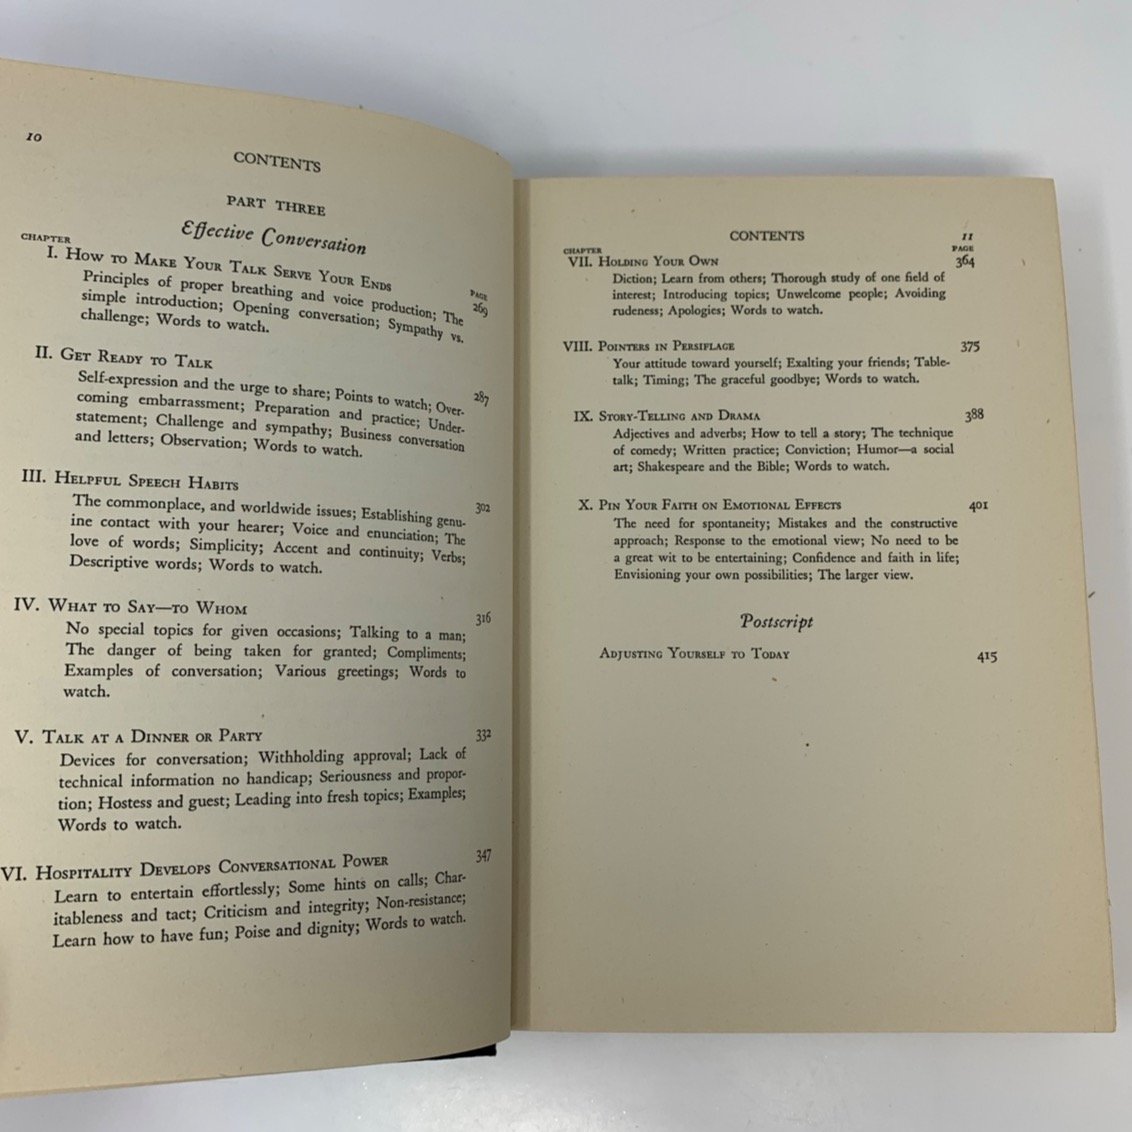 10
CONTENTS
PART THREE
Effective Conversation
CHAPTER
PAGE
I. How to Make Your Talk Serve Your Ends 269
Principles of proper breathing and voice production; The
simple introduction; Opening conversation; Sympathy vs.
challenge; Words to watch.
II. Get Ready to Talk 287
Self-expression and the urge to share; Points to watch; Over-
coming embarrassment; Preparation and practice; Under-
statement; Challenge and sympathy; Business conversation
and letters; Observation; Words to watch.
III. Helpful Speech Habits 302
The commonplace, and worldwide issues; Establishing genu-
ine contact with your hearer; Voice and enunciation; The
love of words; Simplicity; Accent and continuity; Verbs;
Descriptive words; Words to watch.
IV. What to Say—to Whom 316
No special topics for given occasions; Talking to a man;
The danger of being taken for granted; Compliments;
Examples of conversation; Various greetings; Words to
watch.
V. Talk at a Dinner or Party 332
Devices for conversation; Withholding approval; Lack of
technical information no handicap; Seriousness and propor-
tion; Hostess and guest; Leading into fresh topics; Examples;
Words to watch.
VI. Hospitality Develops Conversational Power 347
Learn to entertain effortlessly; Some hints on calls; Char-
itableness and tact; Criticism and integrity; Non-resistance;
Learn how to have fun; Poise and dignity; Words to watch.
CONTENTS 11
CHAPTER PAGE
VII. Holding Your Own 364
Diction; Learn from others; Thorough study of one field of
interest; Introducing topics; Unwelcome people; Avoiding
rudeness; Apologies; Words to watch.
VIII. Pointers in Persiflage 375
Your attitude toward yourself; Exalting your friends; Table-
talk; Timing; The graceful goodbye; Words to watch.
IX. Story-Telling and Drama 388
Adjectives and adverbs; How to tell a story; The technique
of comedy; Written practice; Conviction; Humor—a social
art; Shakespeare and the Bible; Words to watch.
X. Pin Your Faith on Emotional Effects 401
The need for spontaneity; Mistakes and the constructive
approach; Response to the emotional view; No need to be
a great wit to be entertaining; Confidence and faith in life;
Envisioning your own possibilities; The larger view.
Postscript
Adjusting Yourself to Today 415